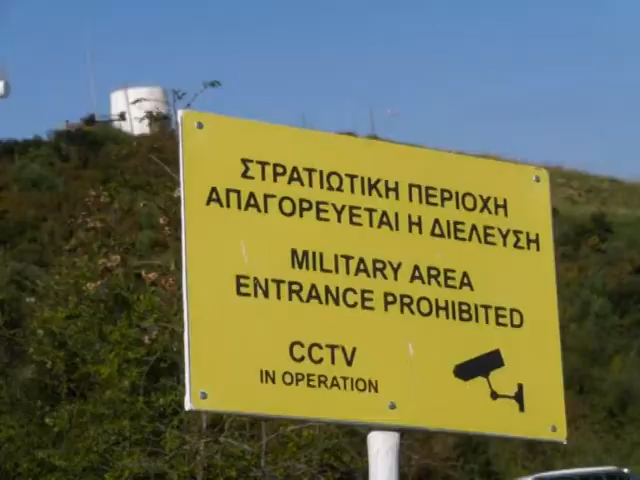 ΣΤΡΑΤΙΩΤΙΚΗ ΠΕΡΙΟΧΗ
ΑΠΑΓΟΡΕΥΕΤΑΙ Η ΔΙΕΛΕΥΣΗ
MILITARY AREA
ENTRANCE PROHIBITED
CCTV
IN OPERATION